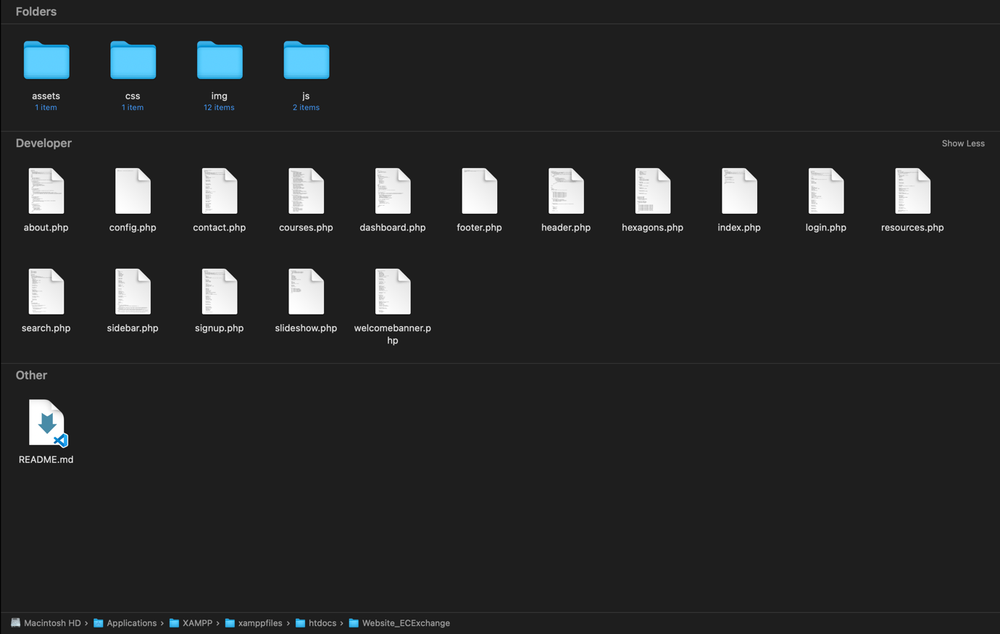 Folders
assets
css
img
js
1 item
1 item
12 items
2 items
Developer
Show Less
about.php
config.php
contact.php
courses.php
dashboard.php
footer.php
header.php
hexagons.php
index.php
login.php
resources.php
search.php
sidebar.php
signup.php
slideshow.php
welcomebanner.p
hp
Other
README.md
Macintosh HD › Applications › XAMPP › xamppfiles › htdocs › Website_ECExchange